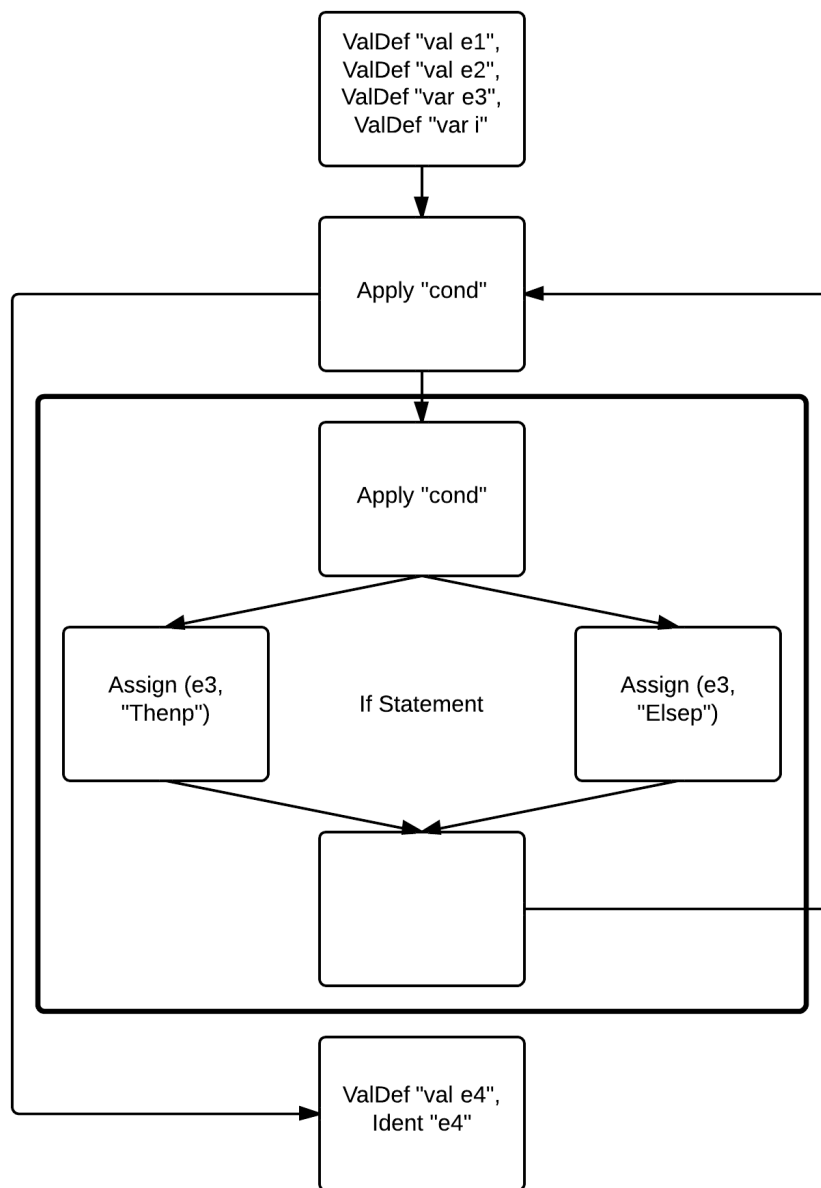 ValDef "val e1",
ValDef "val e2",
ValDef "var e3",
ValDef "var i"
Apply "cond"
Apply "cond"
Assign (e3,
"Thenp")
If Statement
Assign (e3,
"Elsep")
ValDef "val e4",
Ident "e4"